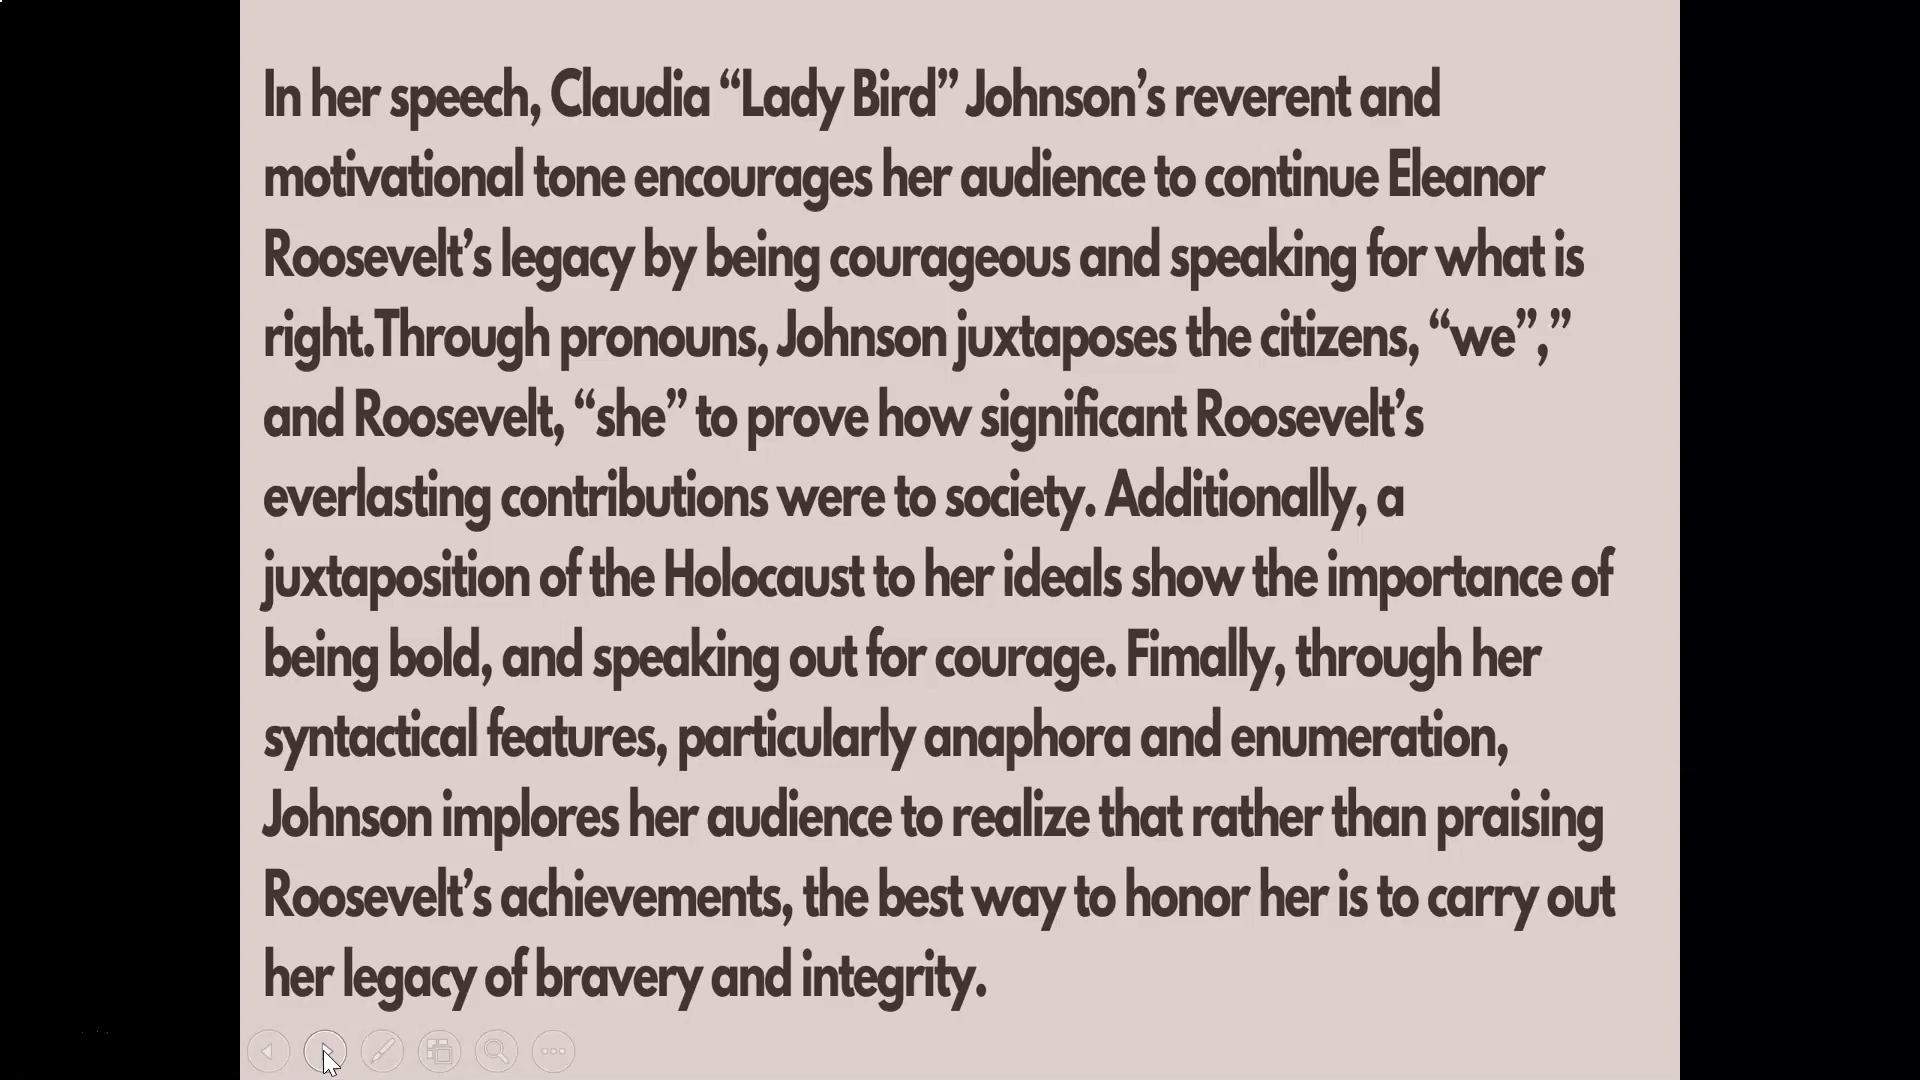 In her speech, Claudia “Lady Bird” Johnson’s reverent and
motivational tone encourages her audience to continue Eleanor
Roosevelt’s legacy by being courageous and speaking for what is
right.Through pronouns, Johnson juxtaposes the citizens, “we”,”
and Roosevelt, “she” to prove how significant Roosevelt’s
everlasting contributions were to society. Additionally, a
juxtaposition of the Holocaust to her ideals show the importance of
being bold, and speaking out for courage. Fimally, through her
syntactical features, particularly anaphora and enumeration,
Johnson implores her audience to realize that rather than praising
Roosevelt’s achievements, the best way to honor her is to carry out
her legacy of bravery and integrity.